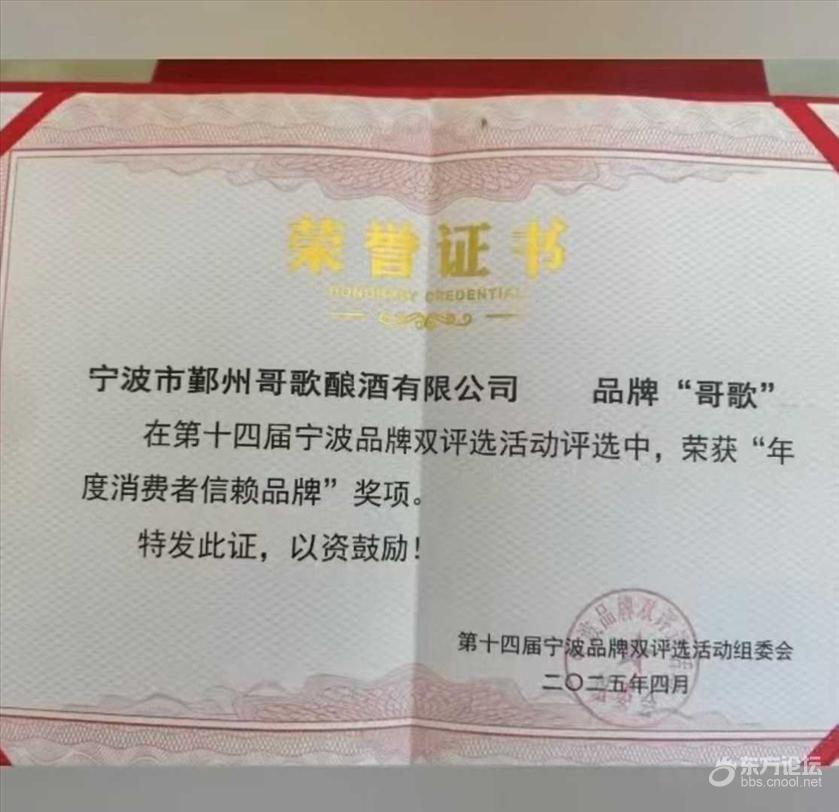 荣誉证书
HONORARY CREDENTIAL
宁波市鄞州哥歌酿酒有限公司 品牌“哥歌”
在第十四届宁波品牌双评选活动评选中，荣获“年
度消费者信赖品牌”奖项。
特发此证，以资鼓励！
第十四届宁波品牌双评选活动组委会
二〇二五年四月
东方论坛
bbs.cnool.net